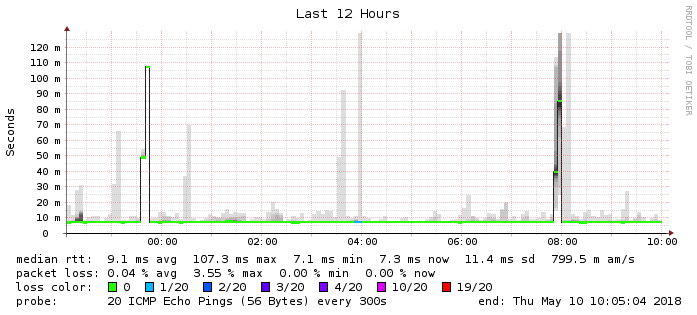 Last 12 Hours
RRDTOOL / TOBI OETIKER
Seconds
120 m
110 m
100 m
90 m
80 m
70 m
60 m
50 m
40 m
30 m
20 m
10 m
0
00:00 02:00 04:00 06:00 08:00 10:00
median rtt: 9.1 ms avg 107.3 ms max 7.1 ms min 7.3 ms now 11.4 ms sd 799.5 m am/s
packet loss: 0.04 % avg 3.55 % max 0.00 % min 0.00 % now
loss color: 0 1/20 2/20 3/20 4/20 10/20 19/20
probe: 20 ICMP Echo Pings (56 Bytes) every 300s end: Thu May 10 10:05:04 2018